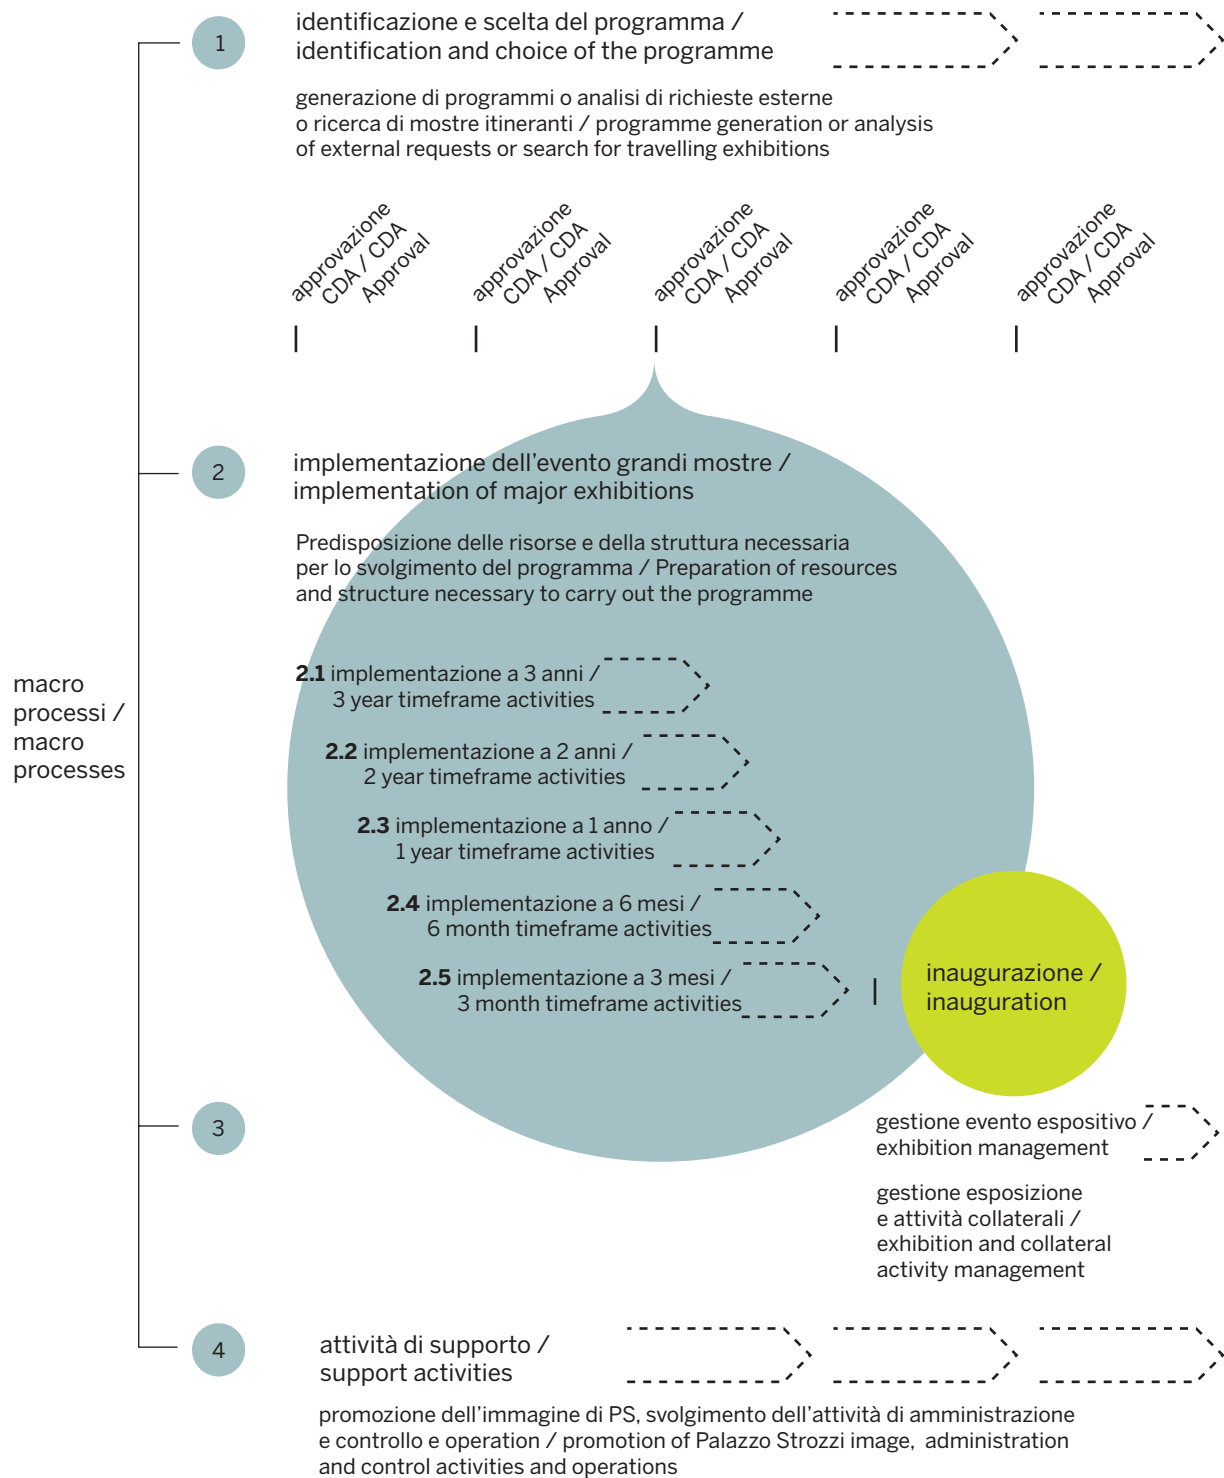 1
identificazione e scelta del programma /
identification and choice of the programme
generazione di programmi o analisi di richieste esterne
o ricerca di mostre itineranti / programme generation or analysis
of external requests or search for travelling exhibitions
approvazione
CDA / CDA
Approval
approvazione
CDA / CDA
Approval
approvazione
CDA / CDA
Approval
approvazione
CDA / CDA
Approval
approvazione
CDA / CDA
Approval
2
implementazione dell'evento grandi mostre /
implementation of major exhibitions
Predisposizione delle risorse e della struttura necessaria
per lo svolgimento del programma / Preparation of resources
and structure necessary to carry out the programme
macro
processi /
macro
processes
2.1 implementazione a 3 anni /
3 year timeframe activities
2.2 implementazione a 2 anni /
2 year timeframe activities
2.3 implementazione a 1 anno /
1 year timeframe activities
2.4 implementazione a 6 mesi /
6 month timeframe activities
2.5 implementazione a 3 mesi /
3 month timeframe activities
inaugurazione /
inauguration
3
gestione evento espositivo /
exhibition management
gestione esposizione
e attività collaterali /
exhibition and collateral
activity management
4
attività di supporto /
support activities
promozione dell'immagine di PS, svolgimento dell'attività di amministrazione
e controllo e operation / promotion of Palazzo Strozzi image, administration
and control activities and operations